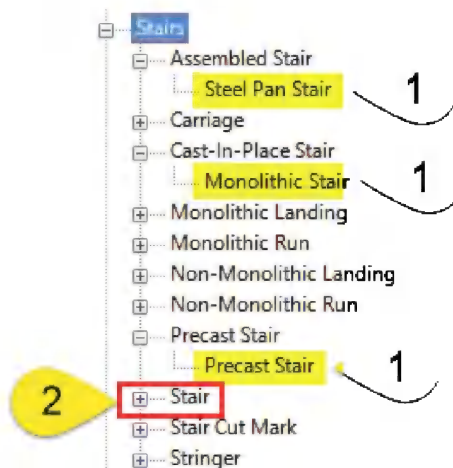 Stairs
Assembled Stair
Steel Pan Stair 1
Carriage
Cast-In-Place Stair
Monolithic Stair 1
Monolithic Landing
Monolithic Run
Non-Monolithic Landing
Non-Monolithic Run
Precast Stair
Precast Stair 1
2 Stair
Stair Cut Mark
Stringer